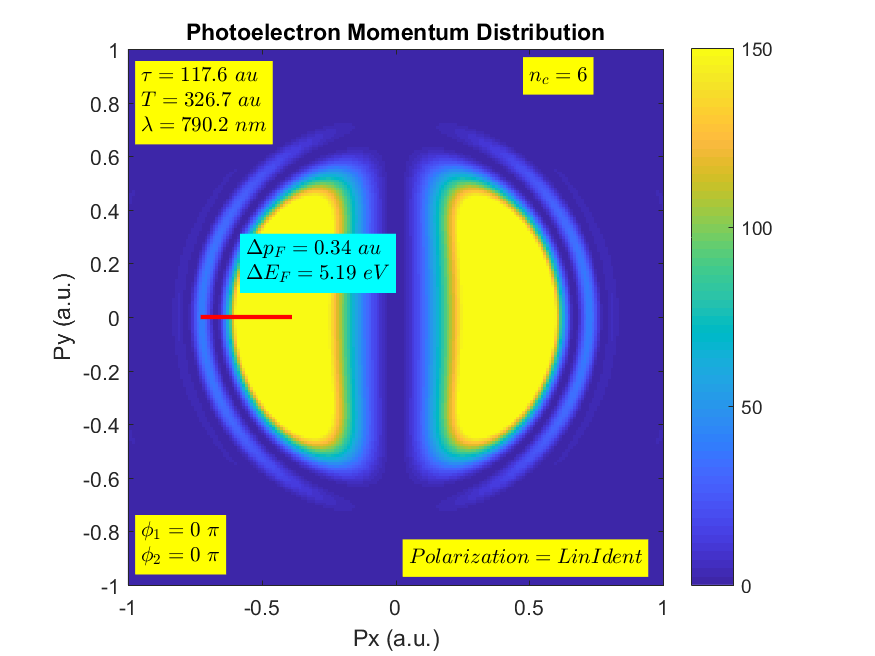 Photoelectron Momentum Distribution
τ = 117.6 au
T = 326.7 au
λ = 790.2 nm
n_c = 6
Δp_F = 0.34 au
ΔE_F = 5.19 eV
ϕ_1 = 0 π
ϕ_2 = 0 π
Polarization = LinIdent
1
0.8
0.6
0.4
0.2
0
-0.2
-0.4
-0.6
-0.8
-1
Py (a.u.)
-1
-0.5
0
0.5
1
Px (a.u.)
150
100
50
0